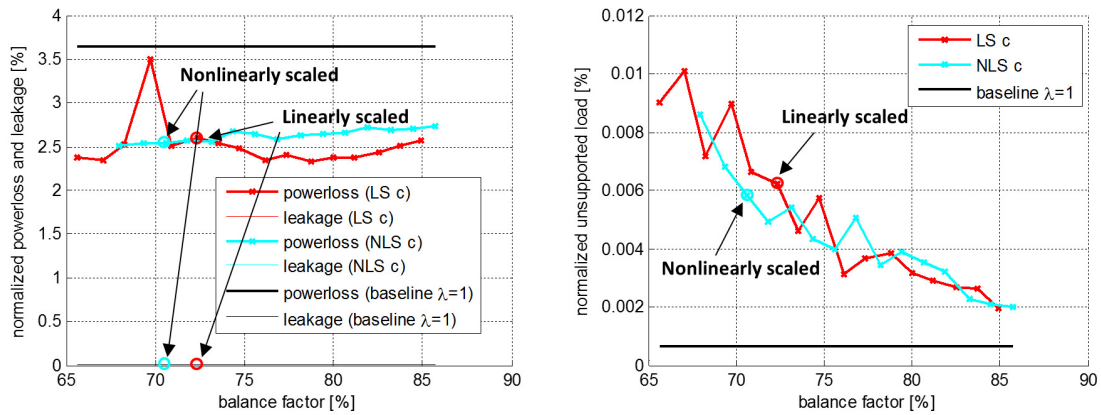 4
3.5
3
2.5
2
1.5
1
0.5
0
65 70 75 80 85 90
normalized powerloss and leakage [%]
balance factor [%]
Nonlinearly scaled
Linearly scaled
powerloss (LS c)
leakage (LS c)
powerloss (NLS c)
leakage (NLS c)
powerloss (baseline λ=1)
leakage (baseline λ=1)
0.012
0.01
0.008
0.006
0.004
0.002
0
65 70 75 80 85 90
normalized unsupported load [%]
balance factor [%]
LS c
NLS c
baseline λ=1
Linearly scaled
Nonlinearly scaled